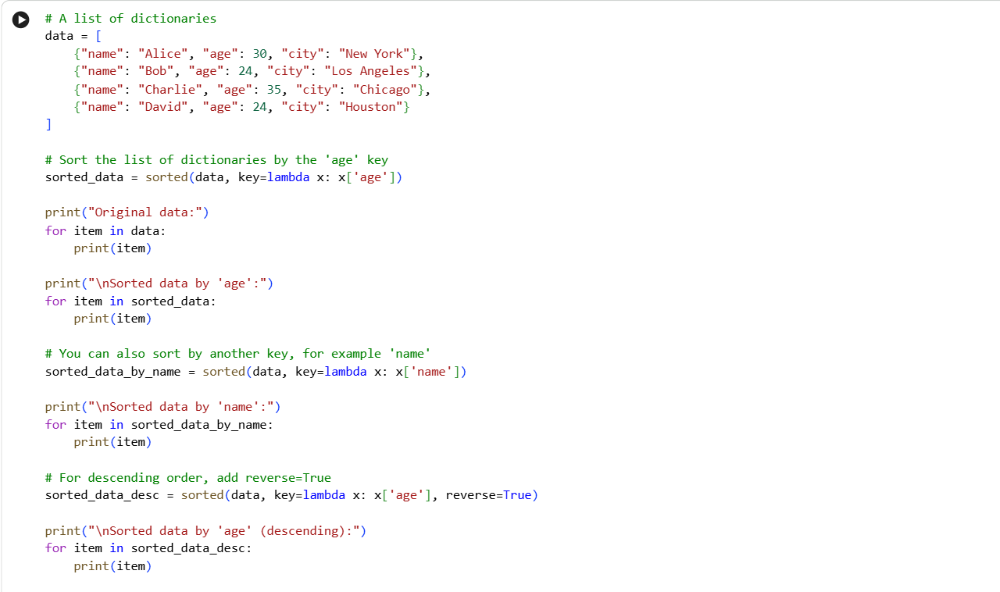 # A list of dictionaries
data = [
    {"name": "Alice", "age": 30, "city": "New York"},
    {"name": "Bob", "age": 24, "city": "Los Angeles"},
    {"name": "Charlie", "age": 35, "city": "Chicago"},
    {"name": "David", "age": 24, "city": "Houston"}
]

# Sort the list of dictionaries by the 'age' key
sorted_data = sorted(data, key=lambda x: x['age'])

print("Original data:")
for item in data:
    print(item)

print("\nSorted data by 'age':")
for item in sorted_data:
    print(item)

# You can also sort by another key, for example 'name'
sorted_data_by_name = sorted(data, key=lambda x: x['name'])

print("\nSorted data by 'name':")
for item in sorted_data_by_name:
    print(item)

# For descending order, add reverse=True
sorted_data_desc = sorted(data, key=lambda x: x['age'], reverse=True)

print("\nSorted data by 'age' (descending):")
for item in sorted_data_desc:
    print(item)